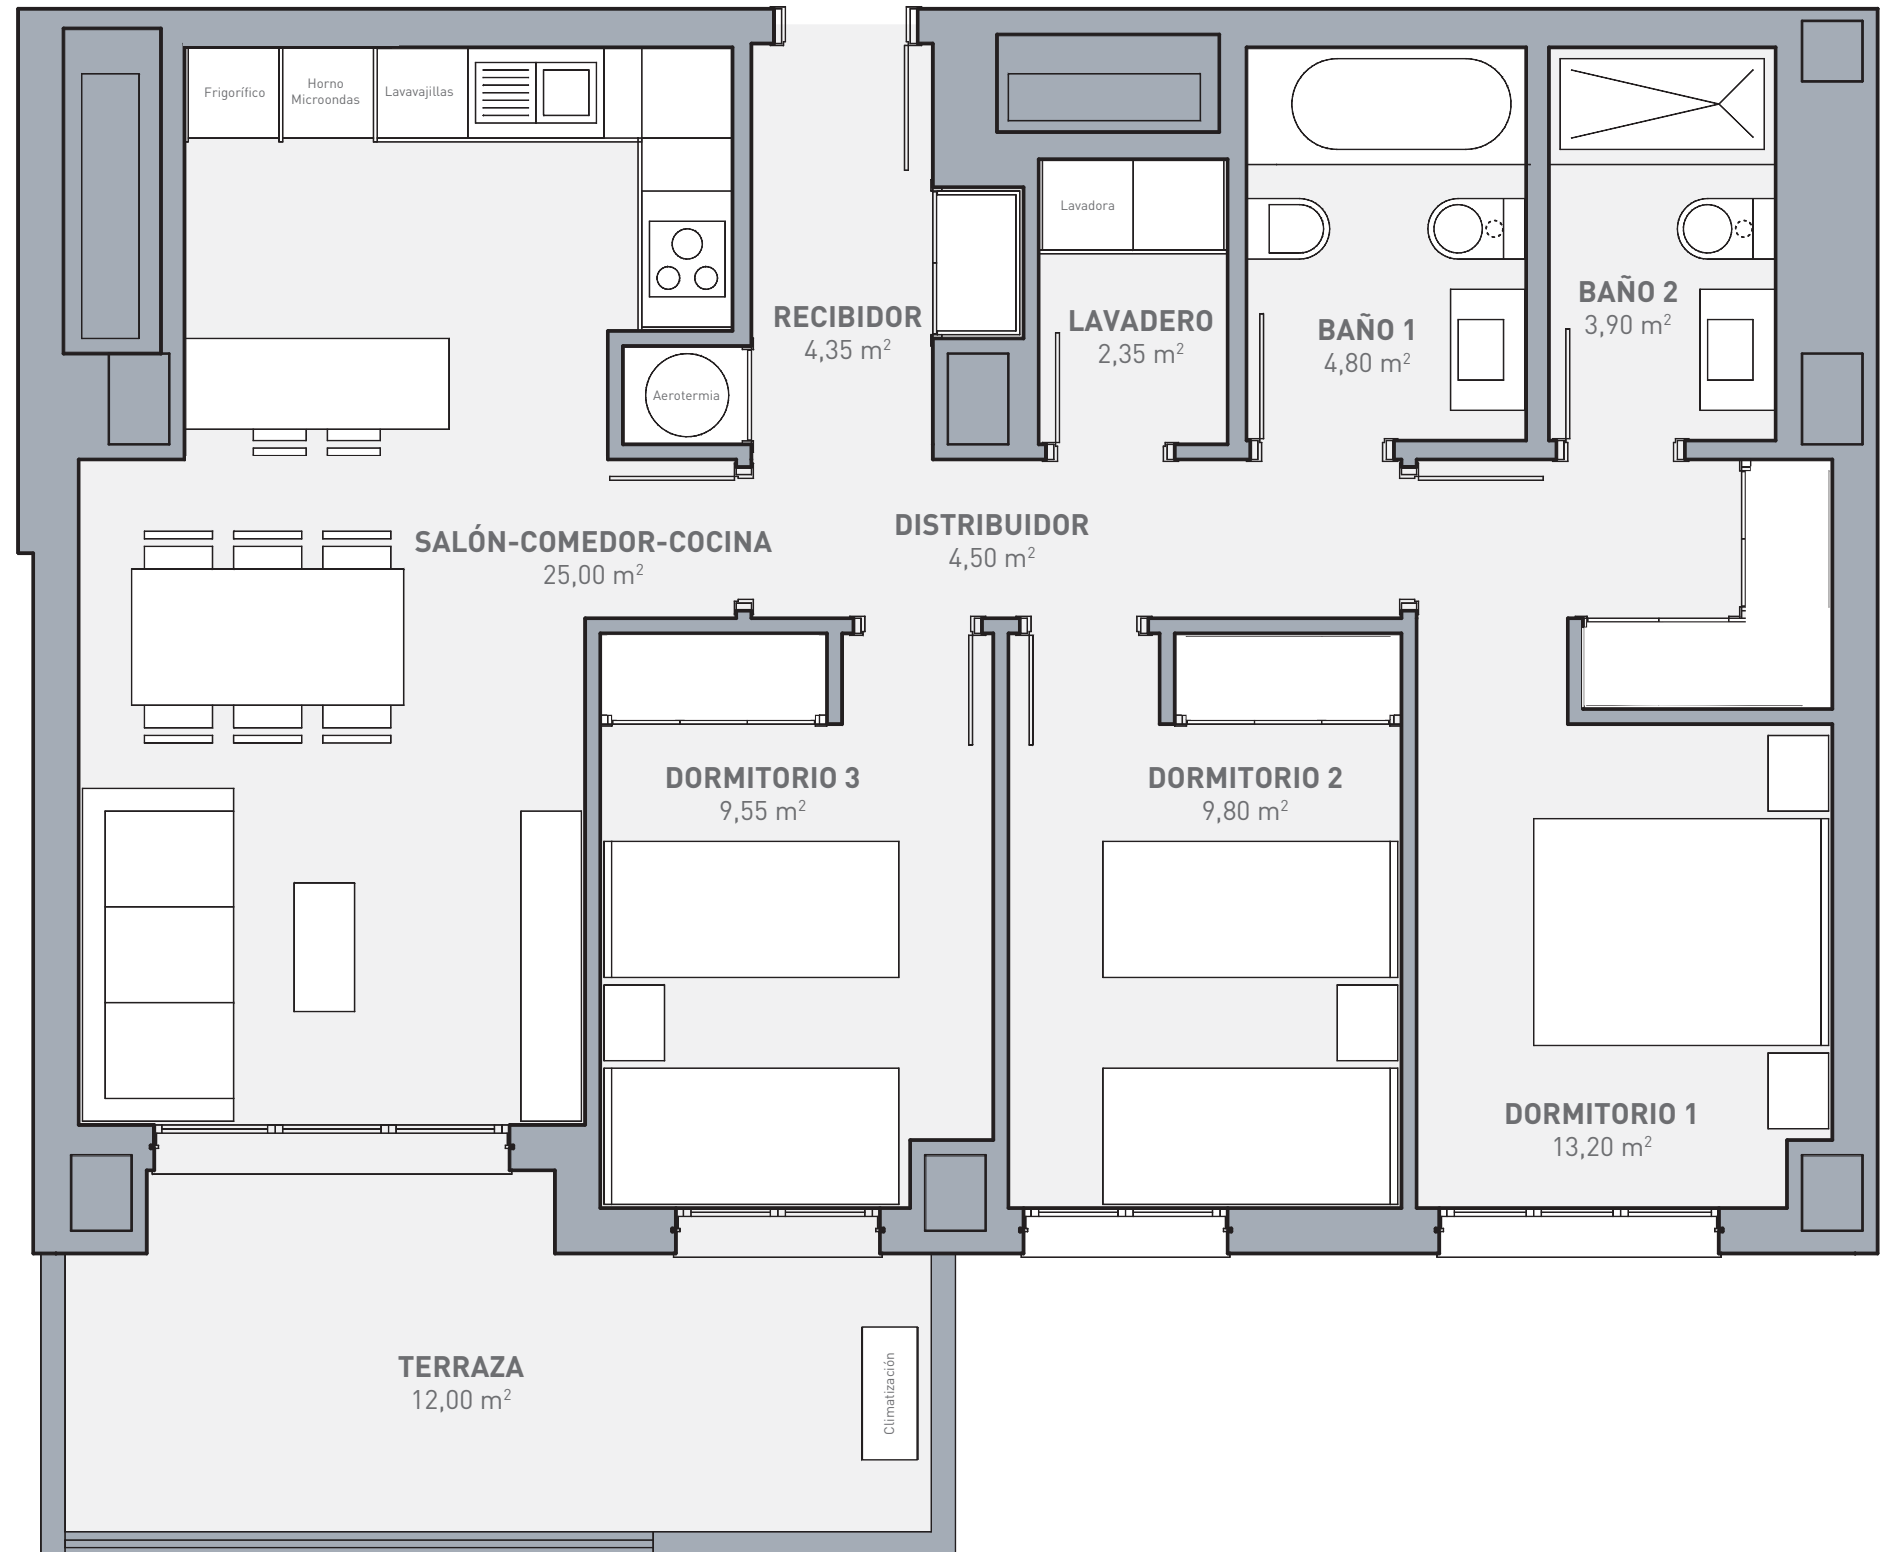 Frigorífico
Horno
Microondas
Lavavajillas
Lavadora
RECIBIDOR
4,35 m²
LAVADERO
2,35 m²
BAÑO 1
4,80 m²
BAÑO 2
3,90 m²
Aerotermia
SALÓN-COMEDOR-COCINA
25,00 m²
DISTRIBUIDOR
4,50 m²
DORMITORIO 3
9,55 m²
DORMITORIO 2
9,80 m²
DORMITORIO 1
13,20 m²
TERRAZA
12,00 m²
Climatización